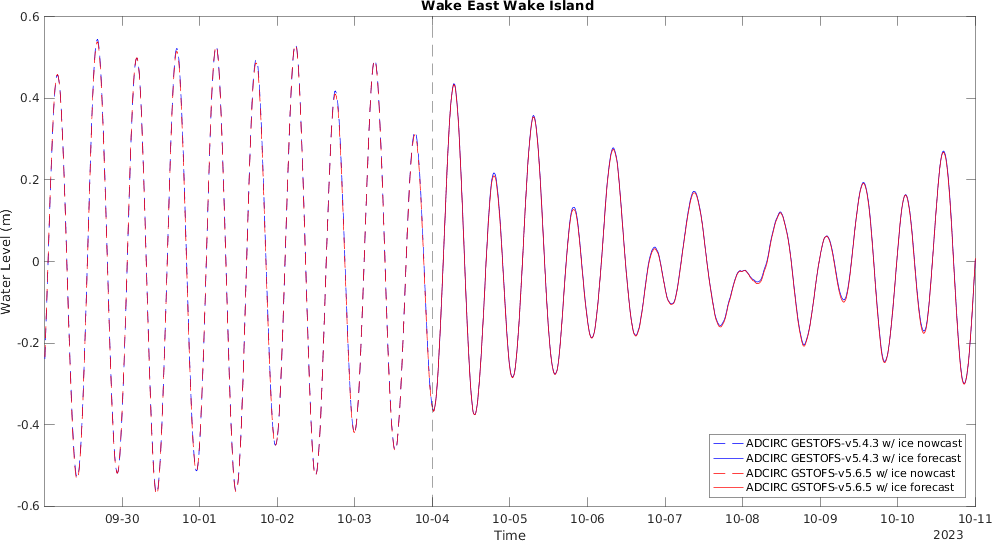 Wake East Wake Island
0.6
0.4
0.2
0
-0.2
-0.4
-0.6
Water Level (m)
ADCIRC GESTOFS-v5.4.3 w/ ice nowcast
ADCIRC GESTOFS-v5.4.3 w/ ice forecast
ADCIRC GSTOFS-v5.6.5 w/ ice nowcast
ADCIRC GSTOFS-v5.6.5 w/ ice forecast
09-30 10-01 10-02 10-03 10-04 10-05 10-06 10-07 10-08 10-09 10-10 10-11
Time
2023